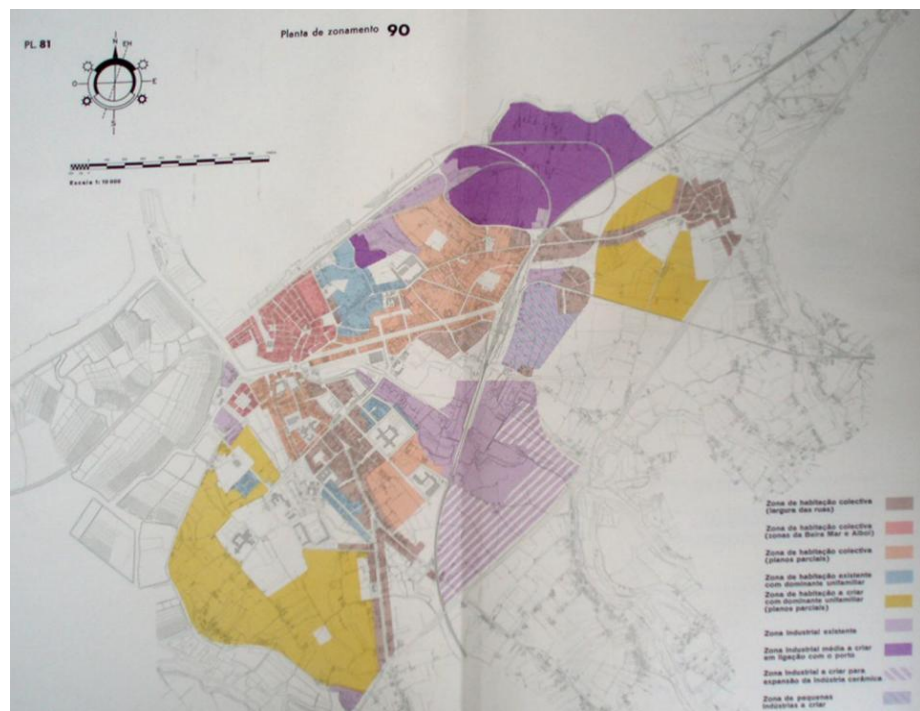 PL. 81
Planta de zonamento 90
N
EN
O
E
S
Escala 1:10 000
Zona de habitação colectiva
(largura das ruas)
Zona de habitação colectiva
(zonas da Beira Mar e Alboi)
Zona de habitação colectiva
(planos parciais)
Zona de habitação existente
com dominante unifamiliar
Zona de habitação a criar
com dominante unifamiliar
(planos parciais)
Zona industrial existente
Zona industrial média a criar
em ligação com o porto
Zona industrial a criar para
expansão da indústria cerâmica
Zona de pequenas
indústrias a criar